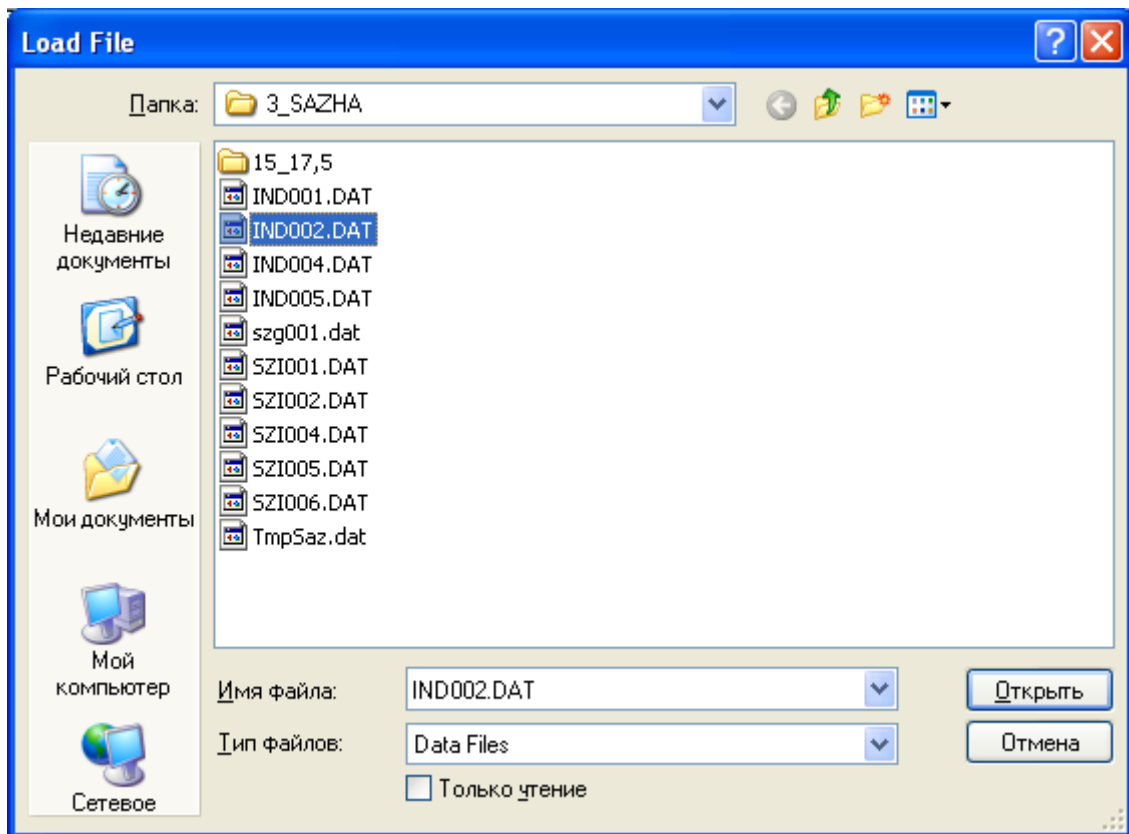 Load File
Папка:
3_SAZHA
Недавние
документы
Рабочий стол
Мои документы
Мой
компьютер
Сетевое
15_17,5
IND001.DAT
IND002.DAT
IND004.DAT
IND005.DAT
szg001.dat
SZI001.DAT
SZI002.DAT
SZI004.DAT
SZI005.DAT
SZI006.DAT
TmpSaz.dat
Имя файла:
IND002.DAT
Открыть
Тип файлов:
Data Files
Отмена
Только чтение